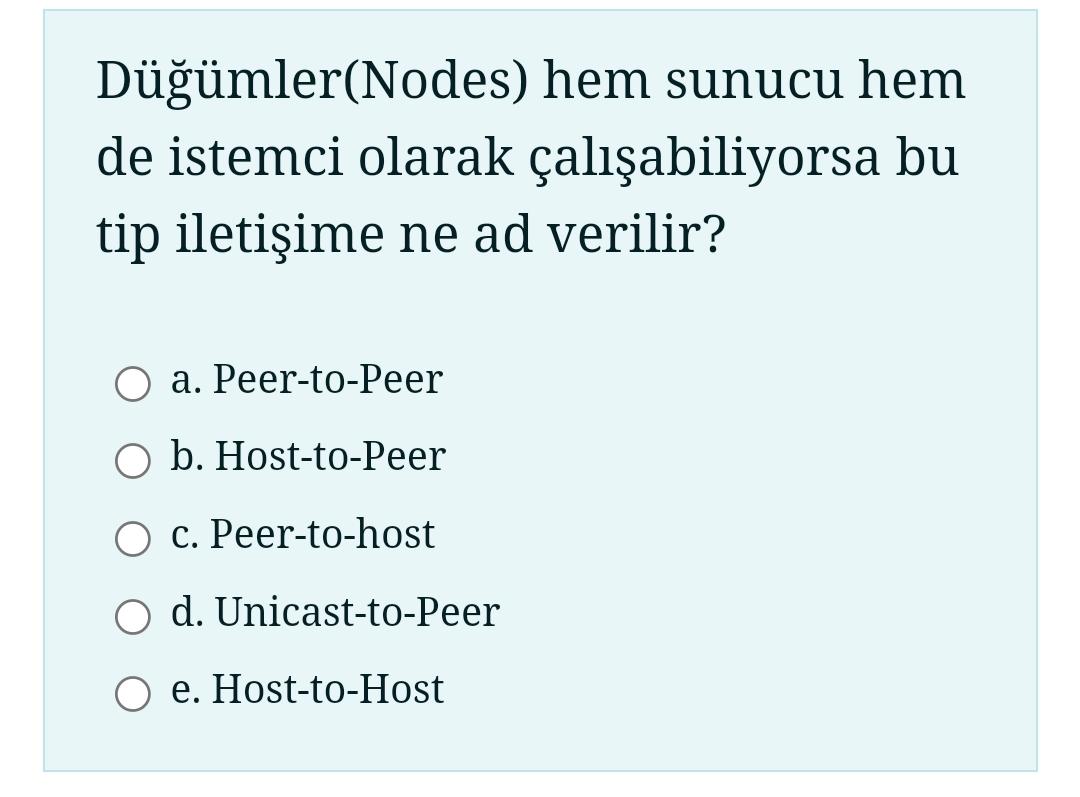 Düğümler(Nodes) hem sunucu hem
de istemci olarak çalışabiliyorsa bu
tip iletişime ne ad verilir?
a. Peer-to-Peer
b. Host-to-Peer
c. Peer-to-host
d. Unicast-to-Peer
e. Host-to-Host